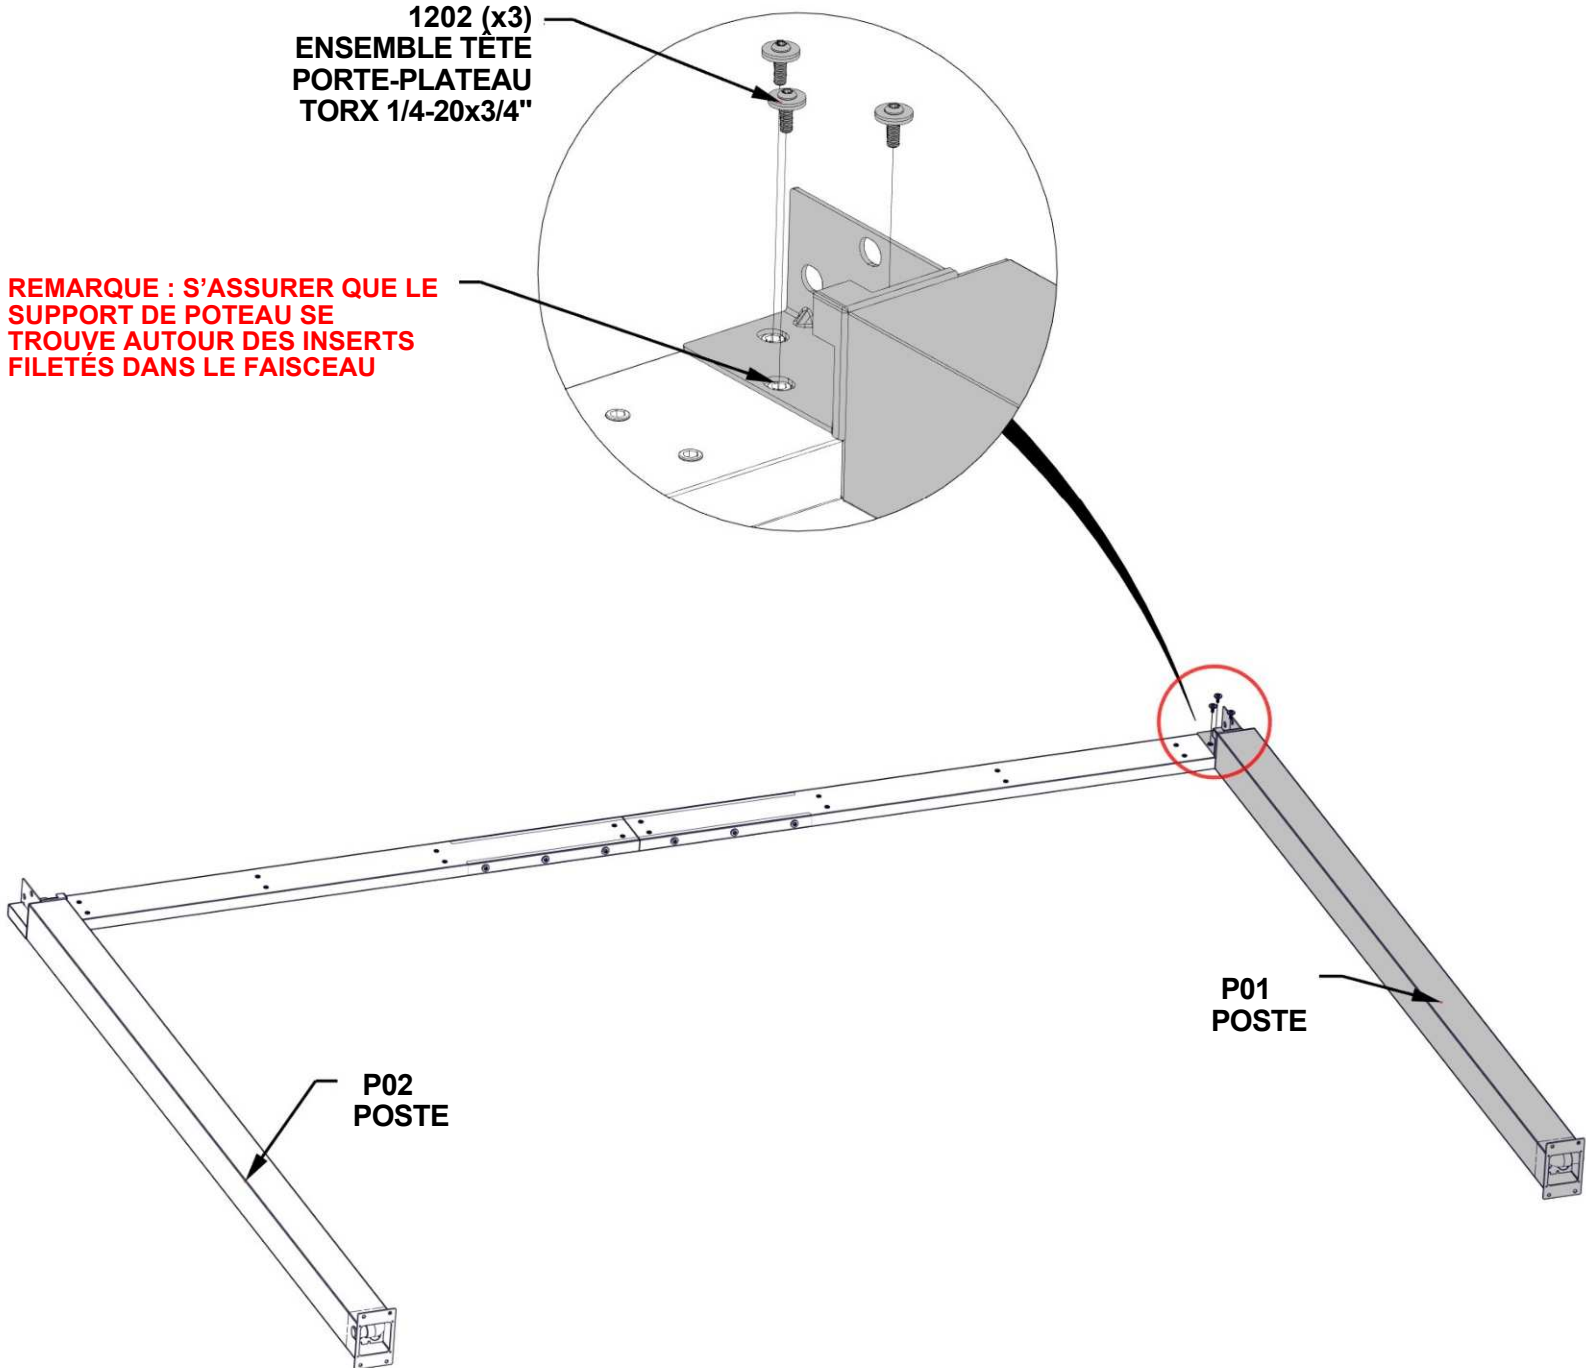 1202 (x3)
ENSEMBLE TÊTE
PORTE-PLATEAU
TORX 1/4-20x3/4"
REMARQUE : S’ASSURER QUE LE
SUPPORT DE POTEAU SE
TROUVE AUTOUR DES INSERTS
FILETÉS DANS LE FAISCEAU
P01
POSTE
P02
POSTE